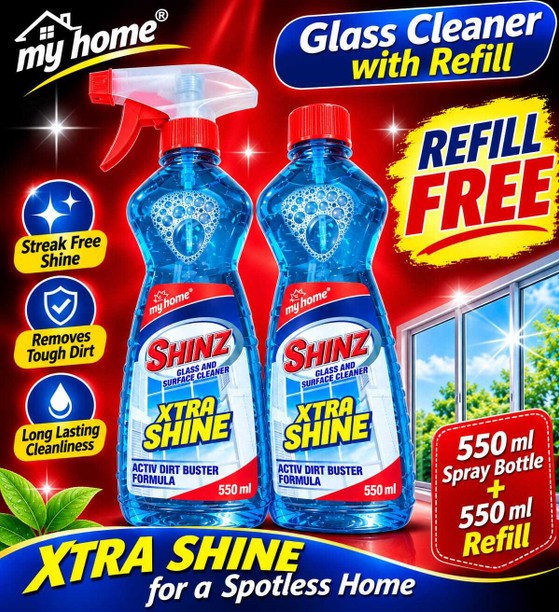 my home®
Glass Cleaner
with Refill
REFILL
FREE
Streak Free
Shine
Removes
Tough Dirt
Long Lasting
Cleanliness
my home®
SHINZ
GLASS AND
SURFACE CLEANER
XTRA
SHINE
ACTIV DIRT BUSTER
FORMULA
550 ml
my home®
SHINZ
GLASS AND
SURFACE CLEANER
XTRA
SHINE
ACTIV DIRT BUSTER
FORMULA
550 ml
550 ml
Spray Bottle
+
550 ml
Refill
XTRA SHINE
for a Spotless Home